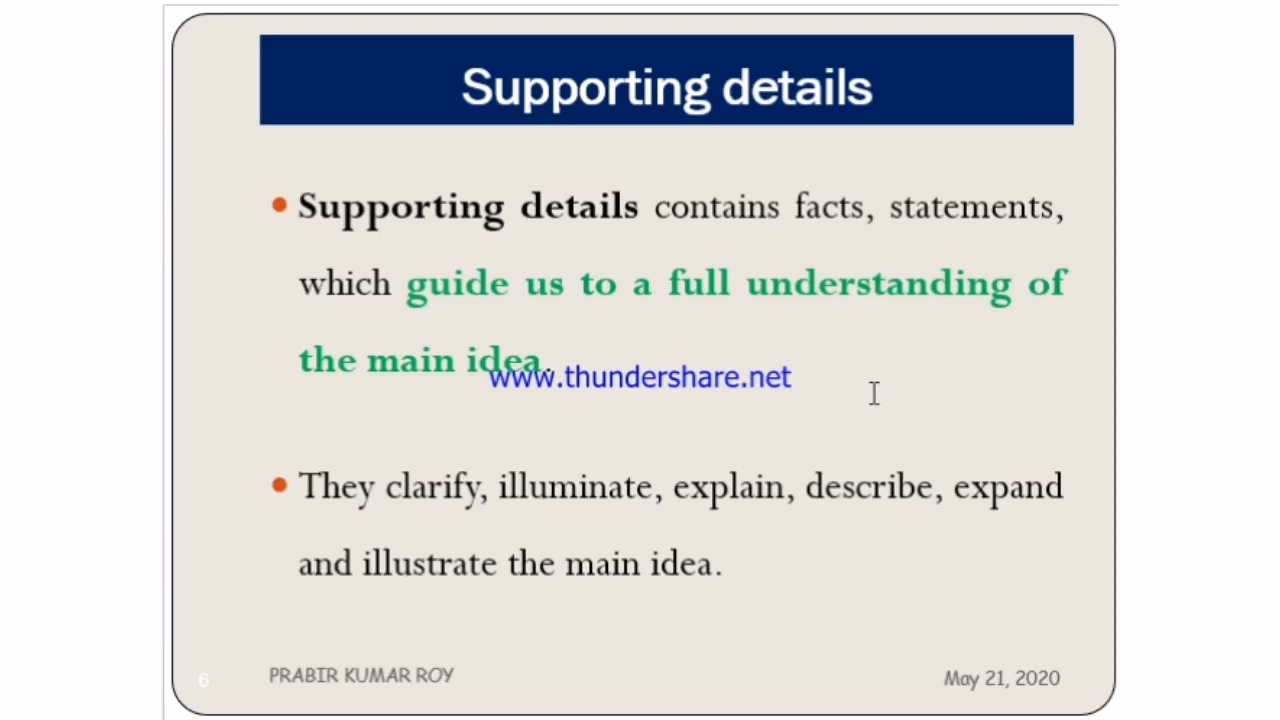 Supporting details
Supporting details contains facts, statements,
which guide us to a full understanding of
the main idea.
www.thundershare.net
They clarify, illuminate, explain, describe, expand
and illustrate the main idea.
6
PRABIR KUMAR ROY
May 21, 2020